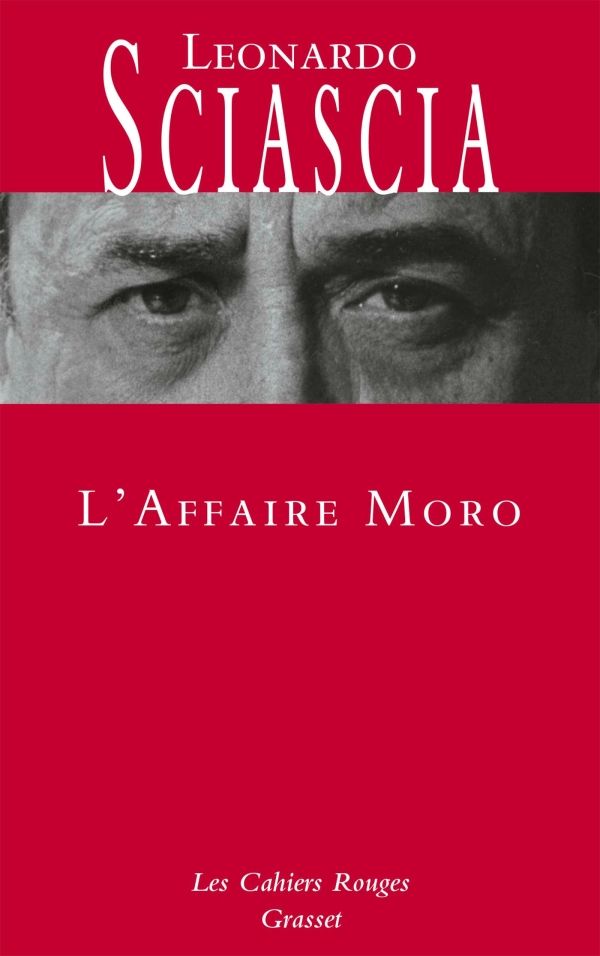 Leonardo
Sciascia
L'Affaire Moro
Les Cahiers Rouges
Grasset